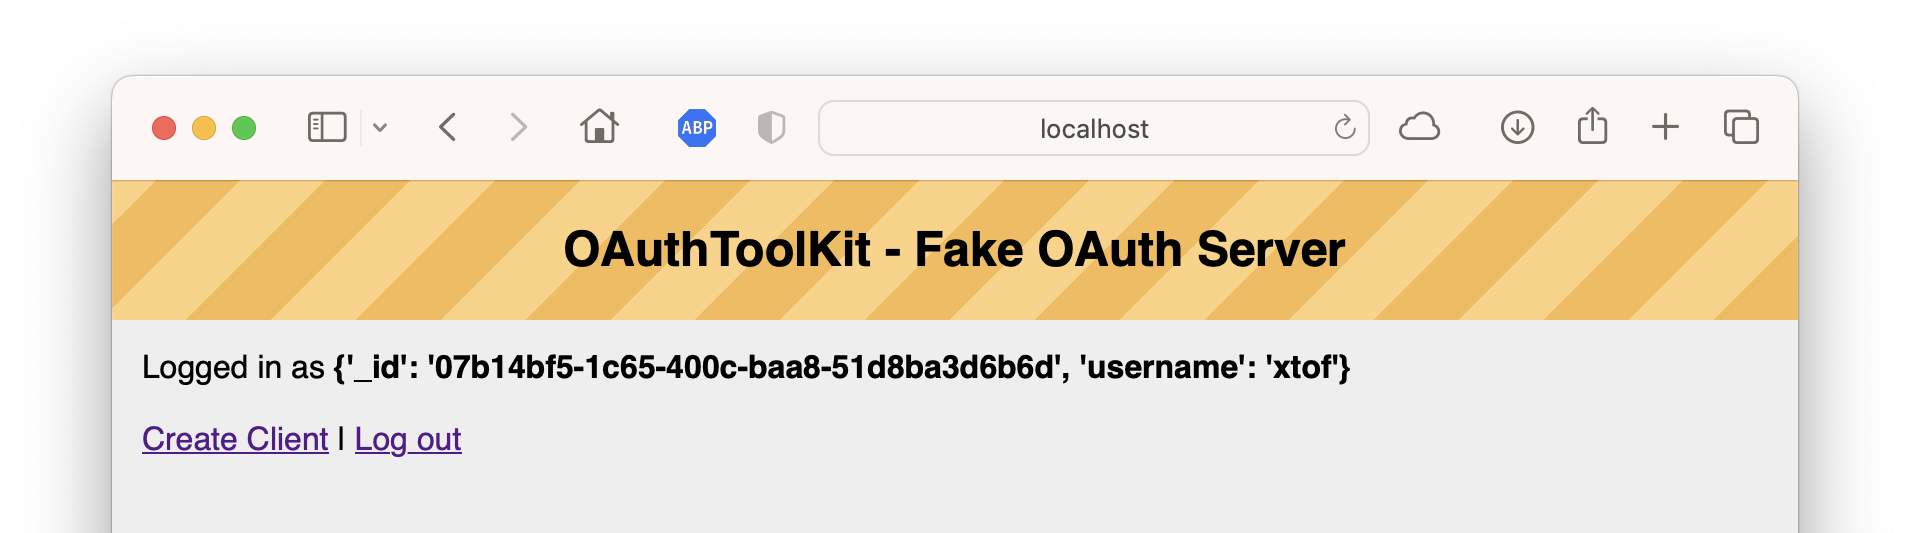 ABP
localhost
OAuthToolKit - Fake OAuth Server
Logged in as {'_id': '07b14bf5-1c65-400c-baa8-51d8ba3d6b6d', 'username': 'xtof'}
Create Client | Log out